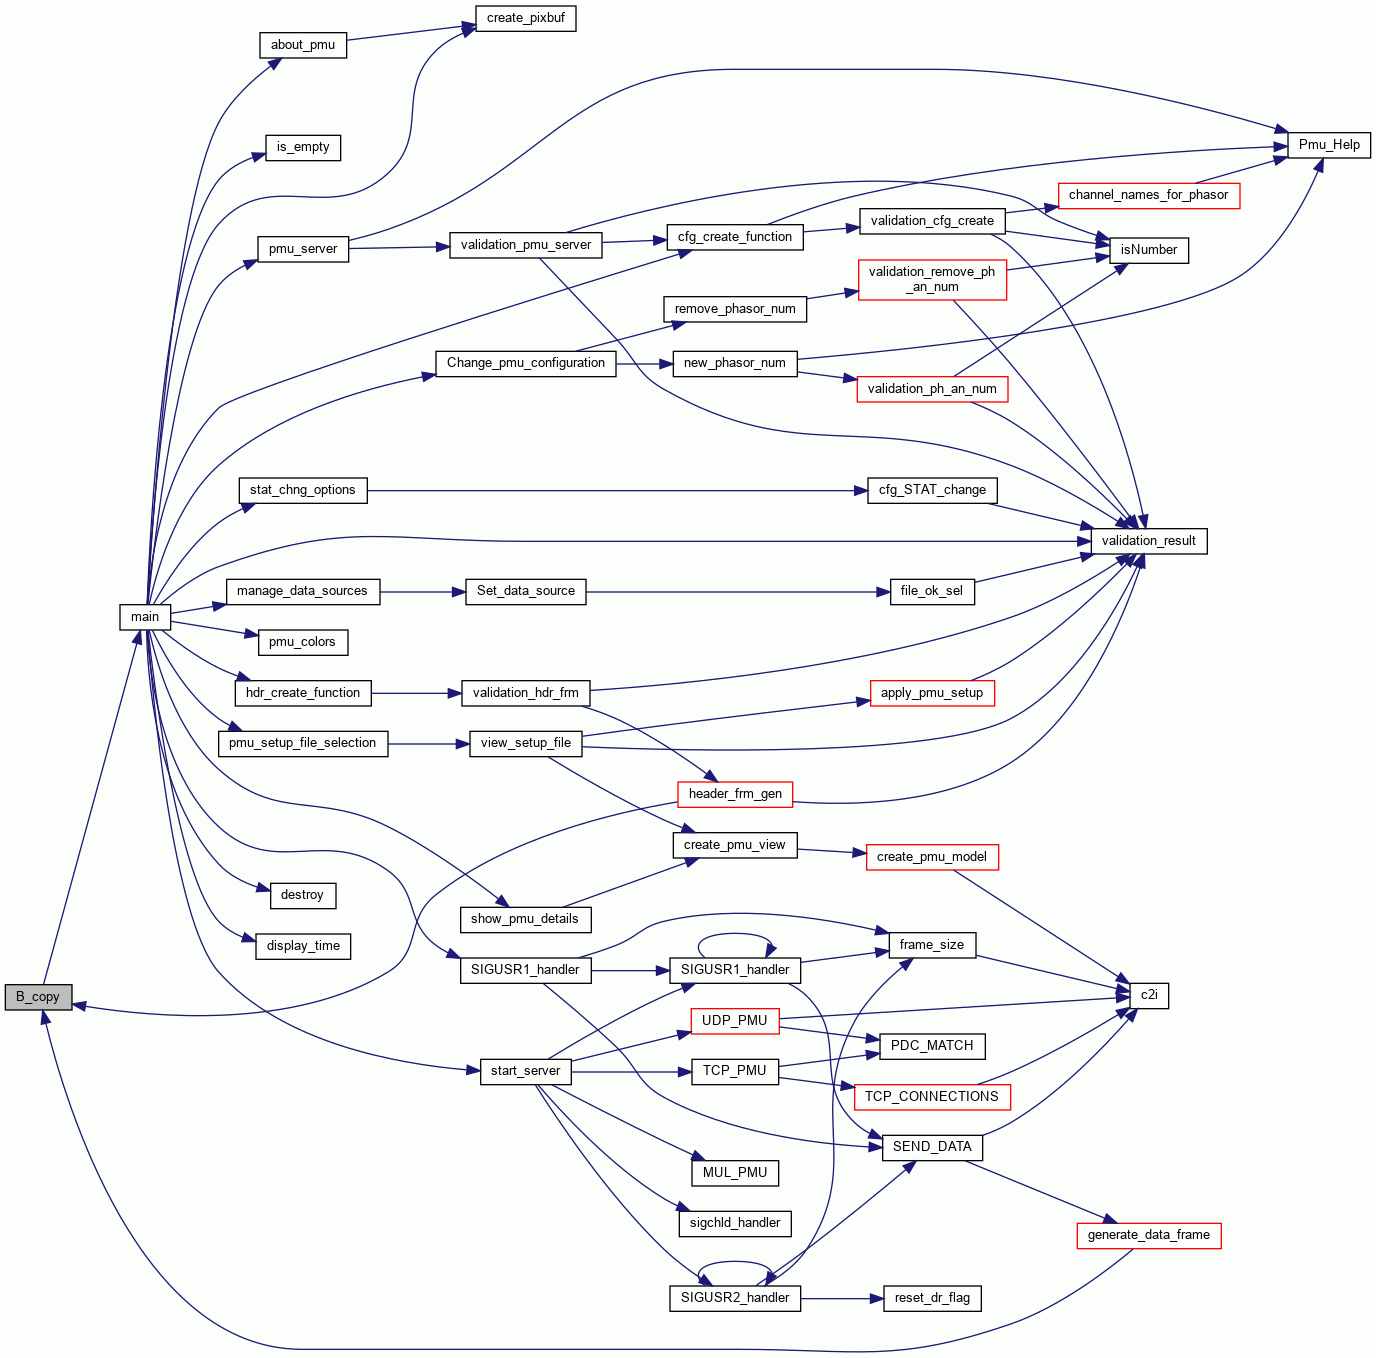 create_pixbuf
about_pmu
is_empty
Pmu_Help
channel_names_for_phasor
pmu_server
validation_pmu_server
cfg_create_function
validation_cfg_create
isNumber
validation_remove_ph
_an_num
remove_phasor_num
Change_pmu_configuration
new_phasor_num
validation_ph_an_num
stat_chng_options
cfg_STAT_change
validation_result
manage_data_sources
Set_data_source
file_ok_sel
main
pmu_colors
hdr_create_function
validation_hdr_frm
apply_pmu_setup
pmu_setup_file_selection
view_setup_file
header_frm_gen
create_pmu_view
create_pmu_model
destroy
show_pmu_details
display_time
frame_size
SIGUSR1_handler
SIGUSR1_handler
B_copy
c2i
UDP_PMU
PDC_MATCH
start_server
TCP_PMU
TCP_CONNECTIONS
SEND_DATA
MUL_PMU
sigchld_handler
generate_data_frame
SIGUSR2_handler
reset_dr_flag